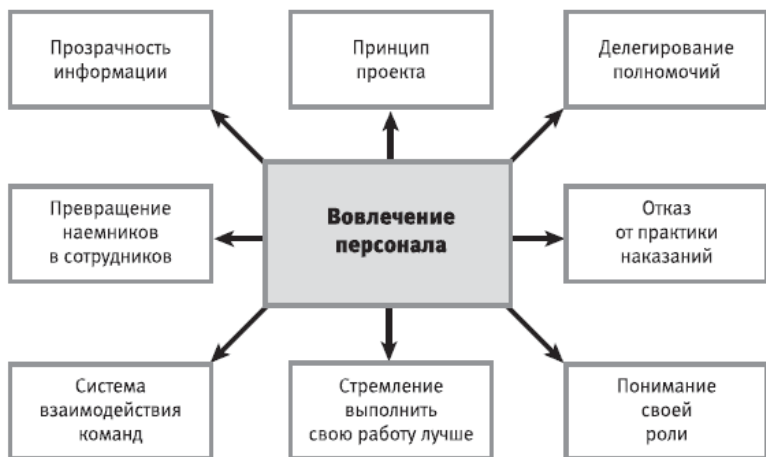 Прозрачность
информации
Принцип
проекта
Делегирование
полномочий
Превращение
наемников
в сотрудников
Вовлечение
персонала
Отказ
от практики
наказаний
Система
взаимодействия
команд
Стремление
выполнить
свою работу лучше
Понимание
своей
роли